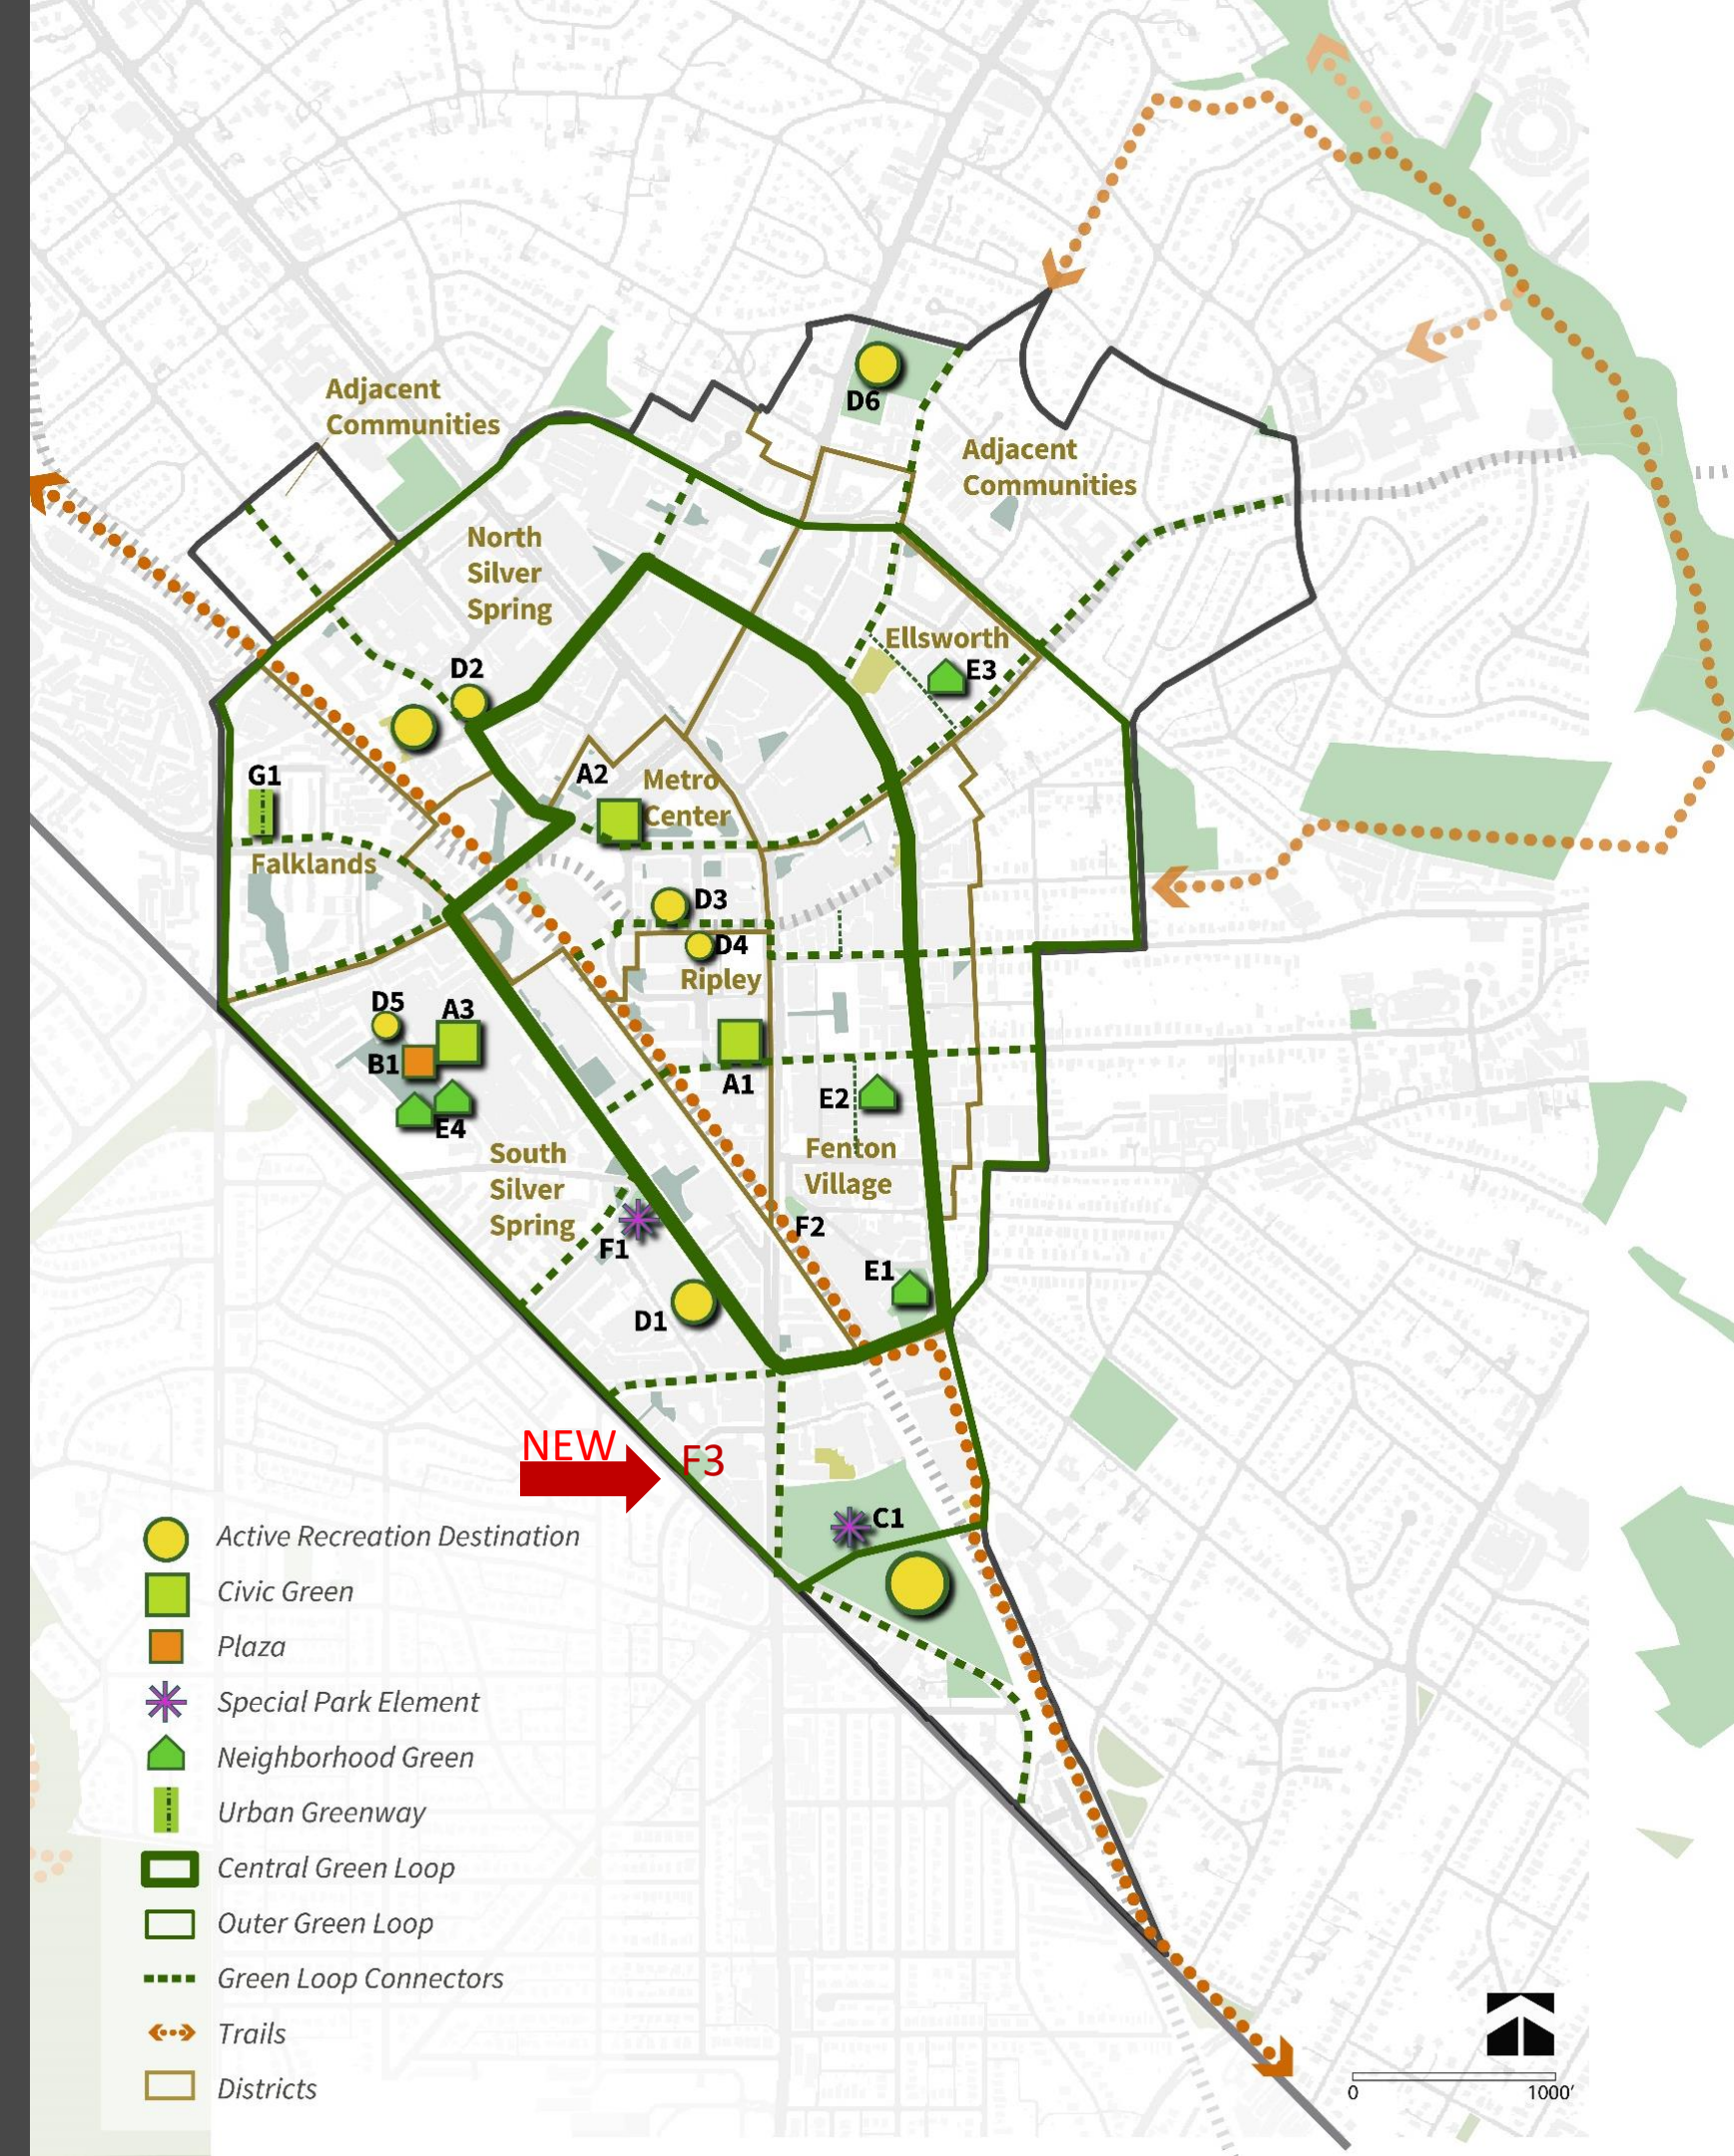 Adjacent
Communities
D6
Adjacent
Communities
North
Silver
Spring
Ellsworth
E3
D2
G1
A2
Metro
Center
Falklands
D3
D4
Ripley
D5
A3
B1
A1
E4
E2
South
Silver
Spring
Fenton
Village
F1
F2
E1
D1
NEW
F3
C1
Active Recreation Destination
Civic Green
Plaza
Special Park Element
Neighborhood Green
Urban Greenway
Central Green Loop
Outer Green Loop
Green Loop Connectors
Trails
Districts
0 1000'